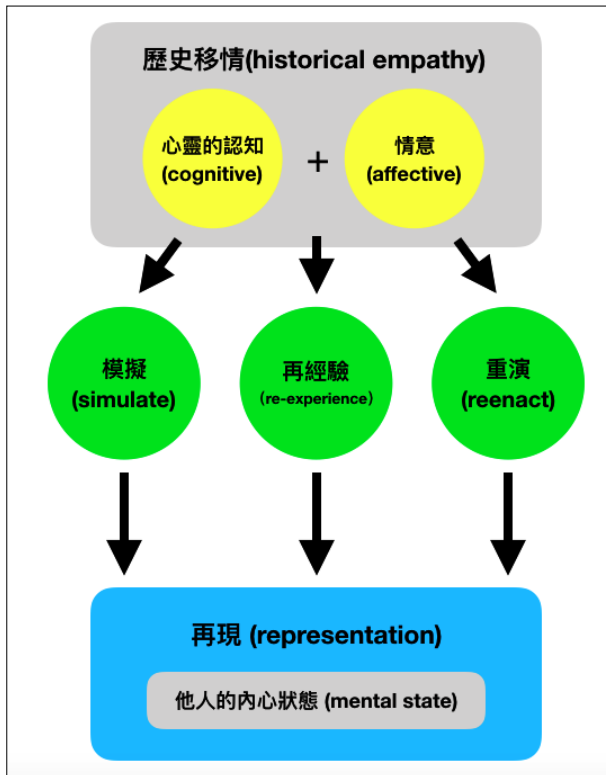 歷史移情(historical empathy)
心靈的認知
(cognitive)
+
情意
(affective)
模擬
(simulate)
再經驗
(re-experience)
重演
(reenact)
再現 (representation)
他人的內心狀態 (mental state)